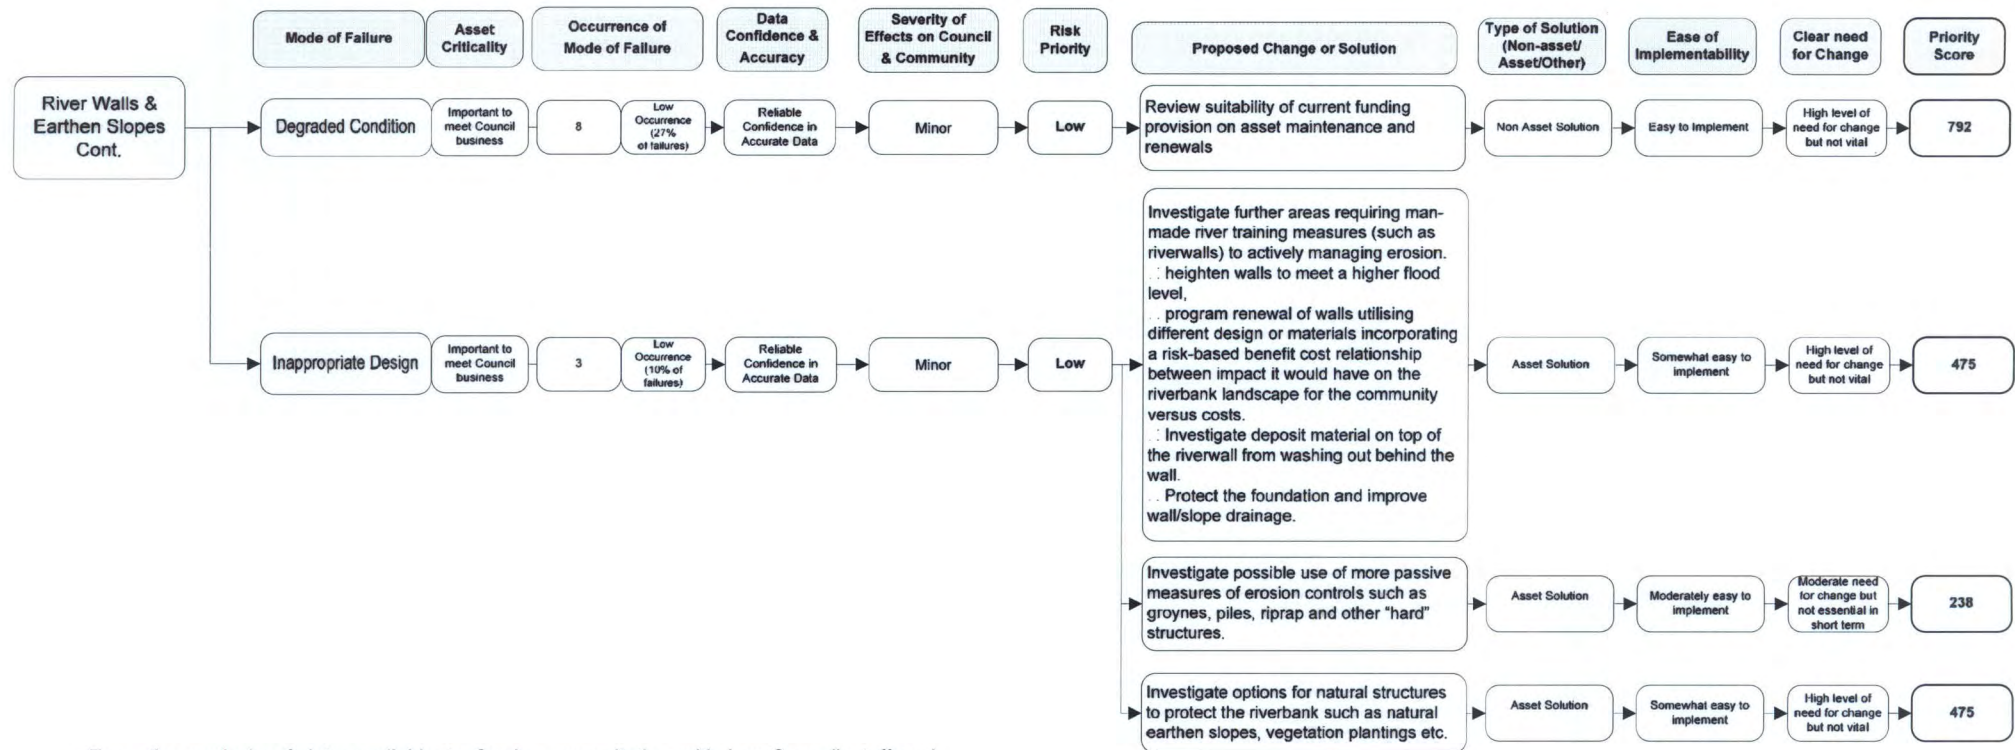 Mode of Failure
Asset
Criticality
Occurrence of
Mode of Failure
Data
Confidence &
Accuracy
Severity of
Effects on Council
& Community
Risk
Priority
Proposed Change or Solution
Type of Solution
(Non-asset/
Asset/Other)
Ease of
Implementability
Clear need
for Change
Priority
Score
River Walls &
Earthen Slopes
Cont.
Degraded Condition
Important to
meet Council
business
8
Low
Occurrence
(27%
of failures)
Reliable
Confidence in
Accurate Data
Minor
Low
Review suitability of current funding
provision on asset maintenance and
renewals
Non Asset Solution
Easy to Implement
High level of
need for change
but not vital
792
Inappropriate Design
Important to
meet Council
business
3
Low
Occurrence
(10% of
failures)
Reliable
Confidence in
Accurate Data
Minor
Low
Investigate further areas requiring man-
made river training measures (such as
riverwalls) to actively managing erosion.
heighten walls to meet a higher flood
level,
program renewal of walls utilising
different design or materials incorporating
a risk-based benefit cost relationship
between impact it would have on the
riverbank landscape for the community
versus costs.
Investigate deposit material on top of
the riverwall from washing out behind the
wall.
Protect the foundation and improve
wall/slope drainage.
Asset Solution
Somewhat easy to
implement
High level of
need for change
but not vital
475
Investigate possible use of more passive
measures of erosion controls such as
groynes, piles, riprap and other "hard"
structures.
Asset Solution
Moderately easy to
implement
Moderate need
for change but
not essential in
short term
238
Investigate options for natural structures
to protect the riverbank such as natural
earthen slopes, vegetation plantings etc.
Asset Solution
Somewhat easy to
implement
High level of
need for change
but not vital
475